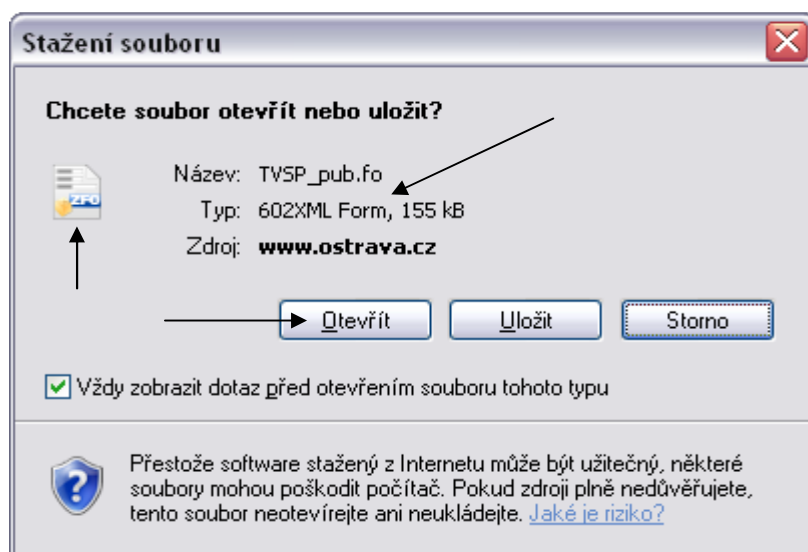 Stažení souboru
Chcete soubor otevřít nebo uložit?
ZFO
Název: TVSP_pub.fo
Typ: 602XML Form, 155 kB
Zdroj: www.ostrava.cz
Otevřít Uložit Storno
Vždy zobrazit dotaz před otevřením souboru tohoto typu
Přestože software stažený z Internetu může být užitečný, některé
soubory mohou poškodit počítač. Pokud zdroji plně nedůvěřujete,
tento soubor neotevírejte ani neukládejte. Jaké je riziko?